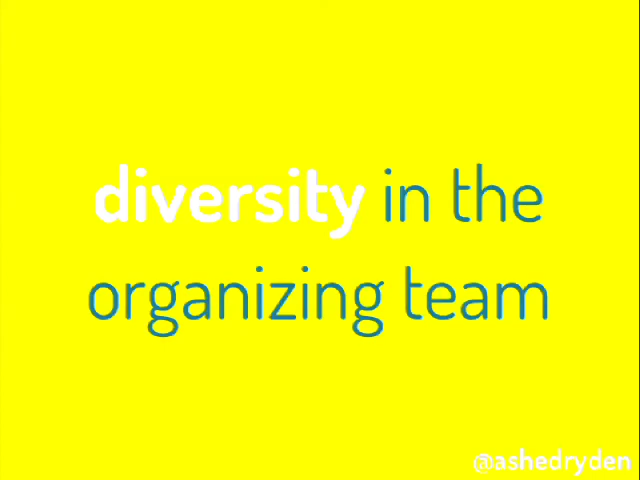 diversity in the
organizing team
@ashedryden